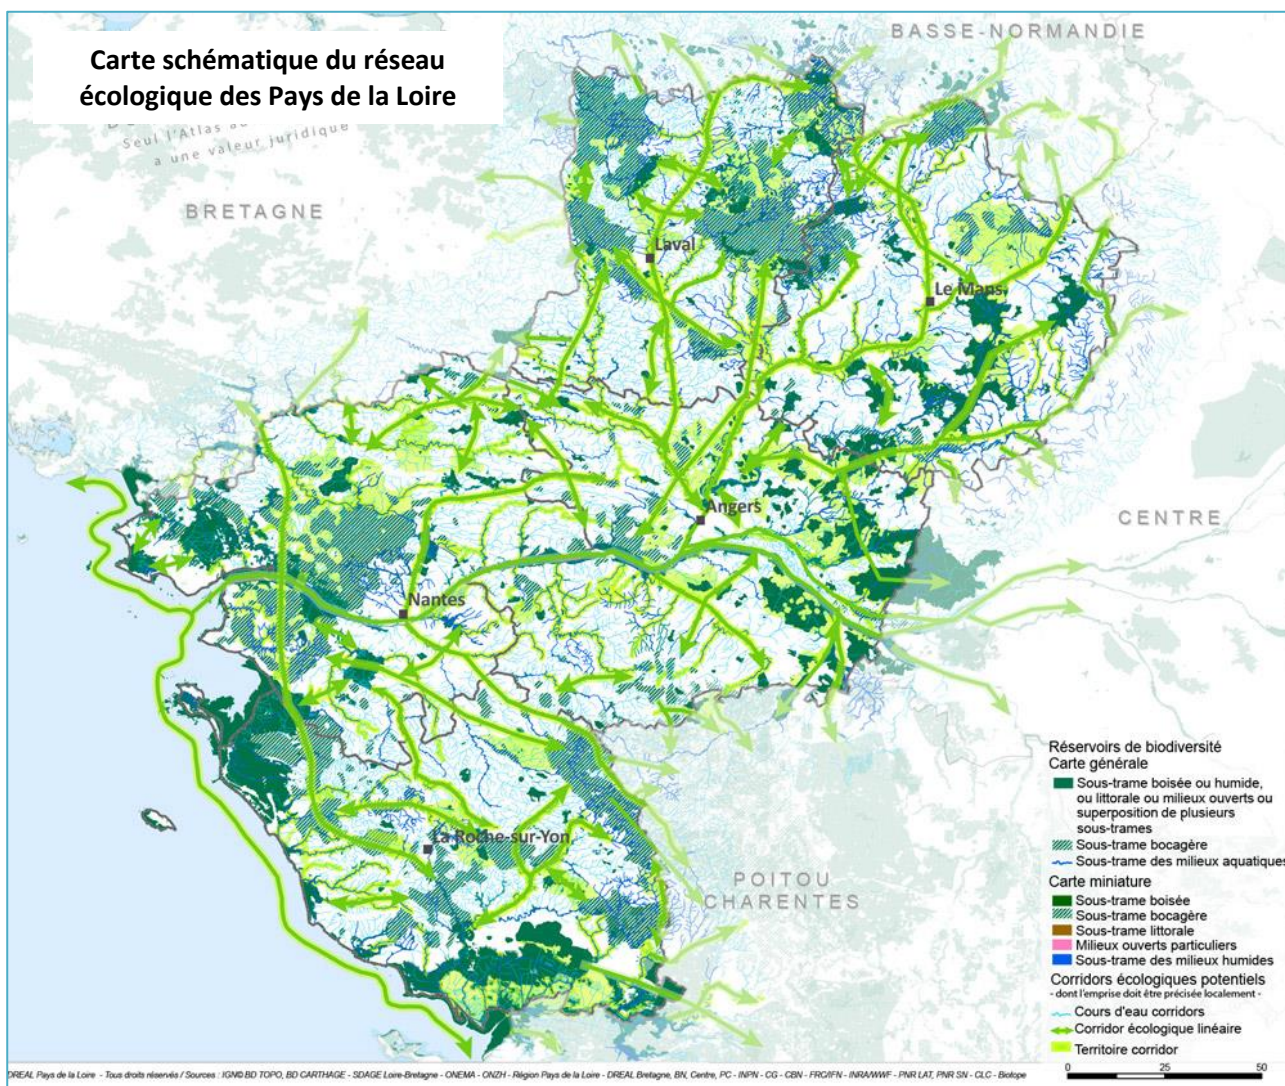 Carte schématique du réseau
écologique des Pays de la Loire
Seul l'Atlas au
a une valeur juridique
BASSE-NORMANDIE
BRETAGNE
Laval
Le Mans
Angers
CENTRE
Nantes
La Roche-sur-Yon
POITOU
CHARENTES
Réservoirs de biodiversité
Carte générale
Sous-trame boisée ou humide,
ou littorale ou milieux ouverts ou
superposition de plusieurs
sous-trames
Sous-trame bocagère
Sous-trame des milieux aquatiques
Carte miniature
Sous-trame boisée
Sous-trame bocagère
Sous-trame littorale
Milieux ouverts particuliers
Sous-trame des milieux humides
Corridors écologiques potentiels
- dont l'emprise doit être précisée localement -
Cours d'eau corridors
Corridor écologique linéaire
Territoire corridor
0 25 50
DREAL Pays de la Loire - Tous droits réservés / Sources : IGN© BD TOPO, BD CARTHAGE - SDAGE Loire-Bretagne - ONEMA - ONZH - Région Pays de la Loire - DREAL Bretagne, BN, Centre, PC - INPN - CG - CBN - FRC/IFN - INRA/WWF - PNR LAT, PNR SN - CLC - Biotope